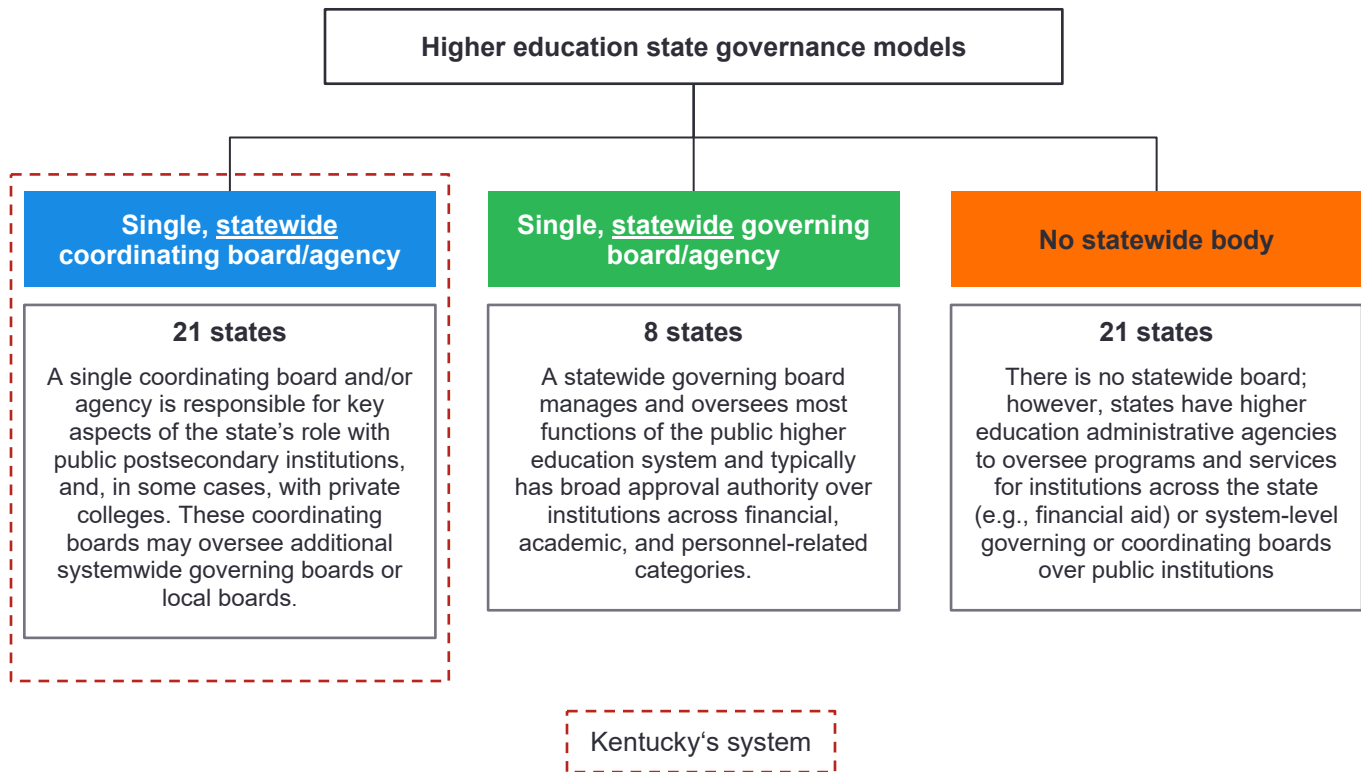 Higher education state governance models
Single, statewide
coordinating board/agency
21 states
A single coordinating board and/or
agency is responsible for key
aspects of the state’s role with
public postsecondary institutions,
and, in some cases, with private
colleges. These coordinating
boards may oversee additional
systemwide governing boards or
local boards.
Single, statewide governing
board/agency
8 states
A statewide governing board
manages and oversees most
functions of the public higher
education system and typically
has broad approval authority over
institutions across financial,
academic, and personnel-related
categories.
No statewide body
21 states
There is no statewide board;
however, states have higher
education administrative agencies
to oversee programs and services
for institutions across the state
(e.g., financial aid) or system-level
governing or coordinating boards
over public institutions
Kentucky‘s system